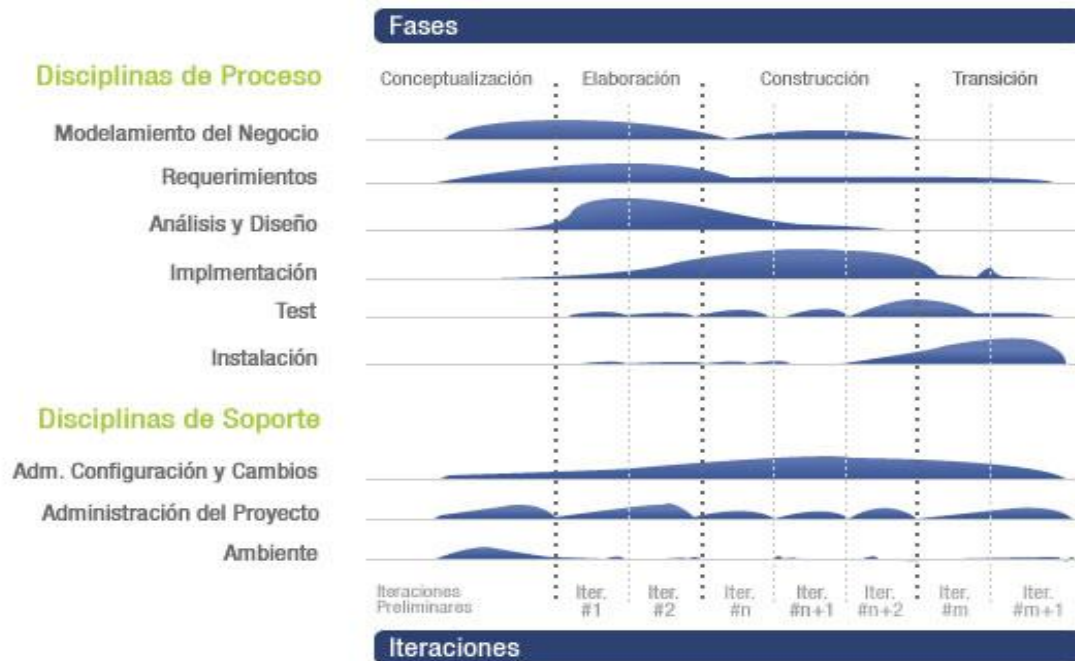 Fases
Disciplinas de Proceso
Conceptualización
Elaboración
Construcción
Transición
Modelamiento del Negocio
Requerimientos
Análisis y Diseño
Implmentación
Test
Instalación
Disciplinas de Soporte
Adm. Configuración y Cambios
Administración del Proyecto
Ambiente
Iteraciones
Preliminares
Iter.
#1
Iter.
#2
Iter.
#n
Iter.
#n+1
Iter.
#n+2
Iter.
#m
Iter.
#m+1
Iteraciones